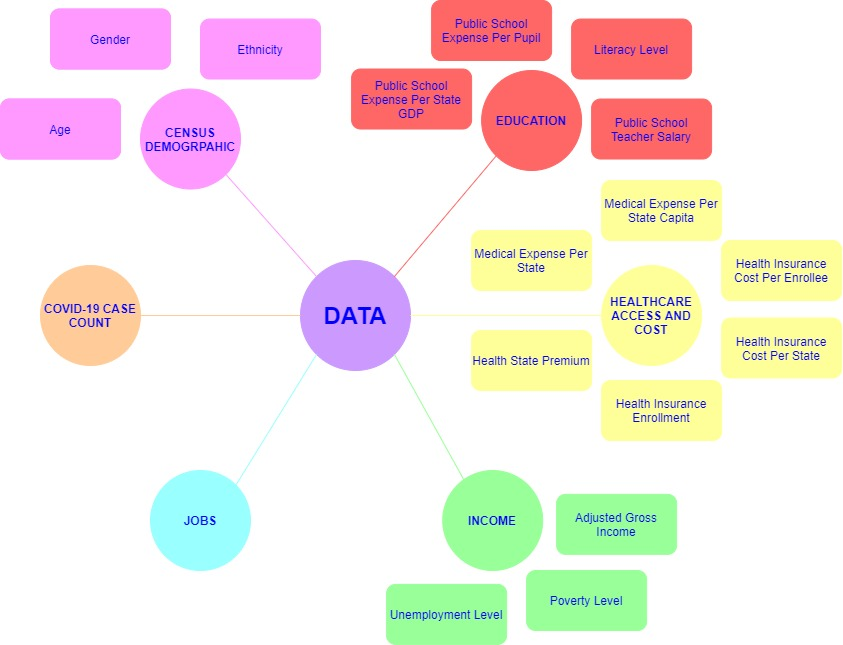 Gender
Ethnicity
Age
CENSUS
DEMOGRPAHIC
Public School
Expense Per Pupil
Literacy Level
Public School
Expense Per State
GDP
EDUCATION
Public School
Teacher Salary
Medical Expense Per
State Capita
Medical Expense Per
State
Health Insurance
Cost Per Enrollee
COVID-19 CASE
COUNT
DATA
HEALTHCARE
ACCESS AND
COST
Health Insurance
Cost Per State
Health State Premium
Health Insurance
Enrollment
JOBS
INCOME
Adjusted Gross
Income
Poverty Level
Unemployment Level